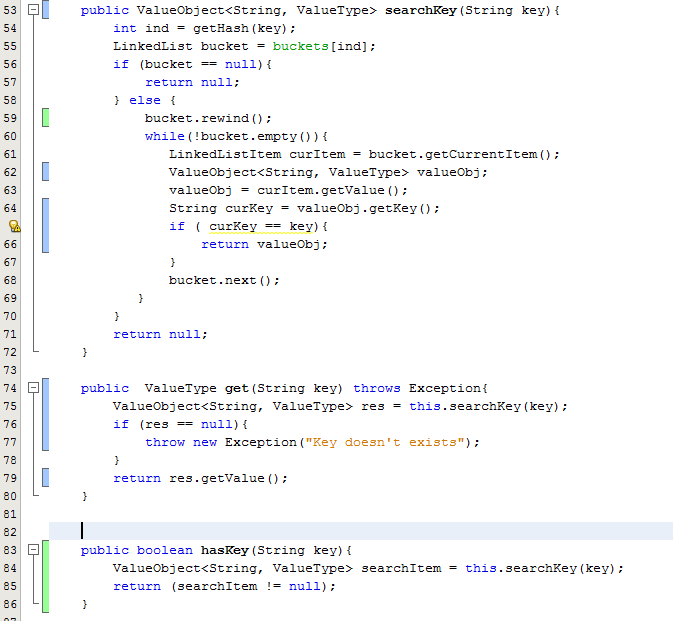 53 public ValueObject<String, ValueType> searchKey(String key){
54 int ind = getHash(key);
55 LinkedList bucket = buckets[ind];
56 if (bucket == null){
57 return null;
58 } else {
59 bucket.rewind();
60 while(!bucket.empty()){
61 LinkedListItem curItem = bucket.getCurrentItem();
62 ValueObject<String, ValueType> valueObj;
63 valueObj = curItem.getValue();
64 String curKey = valueObj.getKey();
if ( curKey == key){
66 return valueObj;
67 }
68 bucket.next();
69 }
70 }
71 return null;
72 }
73
74 public  ValueType get(String key) throws Exception{
75 ValueObject<String, ValueType> res = this.searchKey(key);
76 if (res == null){
77 throw new Exception("Key doesn't exists");
78 }
79 return res.getValue();
80 }
81
82
83 public boolean hasKey(String key){
84 ValueObject<String, ValueType> searchItem = this.searchKey(key);
85 return (searchItem != null);
86 }